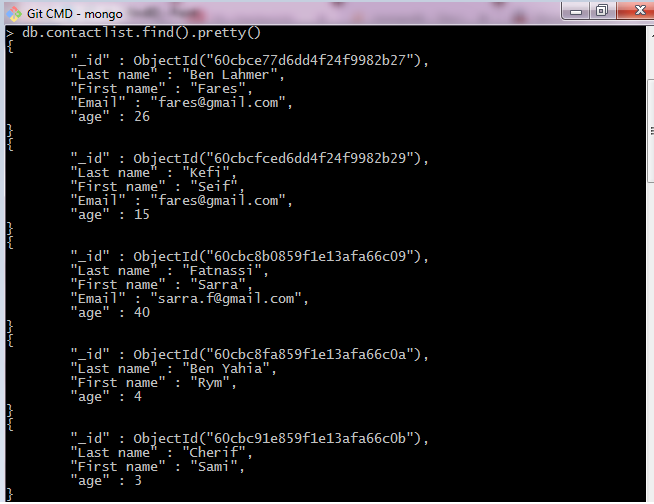 Git CMD - mongo
> db.contactlist.find().pretty()
{
        "_id" : ObjectId("60cbce77d6dd4f24f9982b27"),
        "Last name" : "Ben Lahmer",
        "First name" : "Fares",
        "Email" : "fares@gmail.com",
        "age" : 26
}
{
        "_id" : ObjectId("60cbcfced6dd4f24f9982b29"),
        "Last name" : "Kefi",
        "First name" : "Seif",
        "Email" : "fares@gmail.com",
        "age" : 15
}
{
        "_id" : ObjectId("60cbc8b0859f1e13afa66c09"),
        "Last name" : "Fatnassi",
        "First name" : "Sarra",
        "Email" : "sarra.f@gmail.com",
        "age" : 40
}
{
        "_id" : ObjectId("60cbc8fa859f1e13afa66c0a"),
        "Last name" : "Ben Yahia",
        "First name" : "Rym",
        "age" : 4
}
{
        "_id" : ObjectId("60cbc91e859f1e13afa66c0b"),
        "Last name" : "Cherif",
        "First name" : "Sami",
        "age" : 3
}